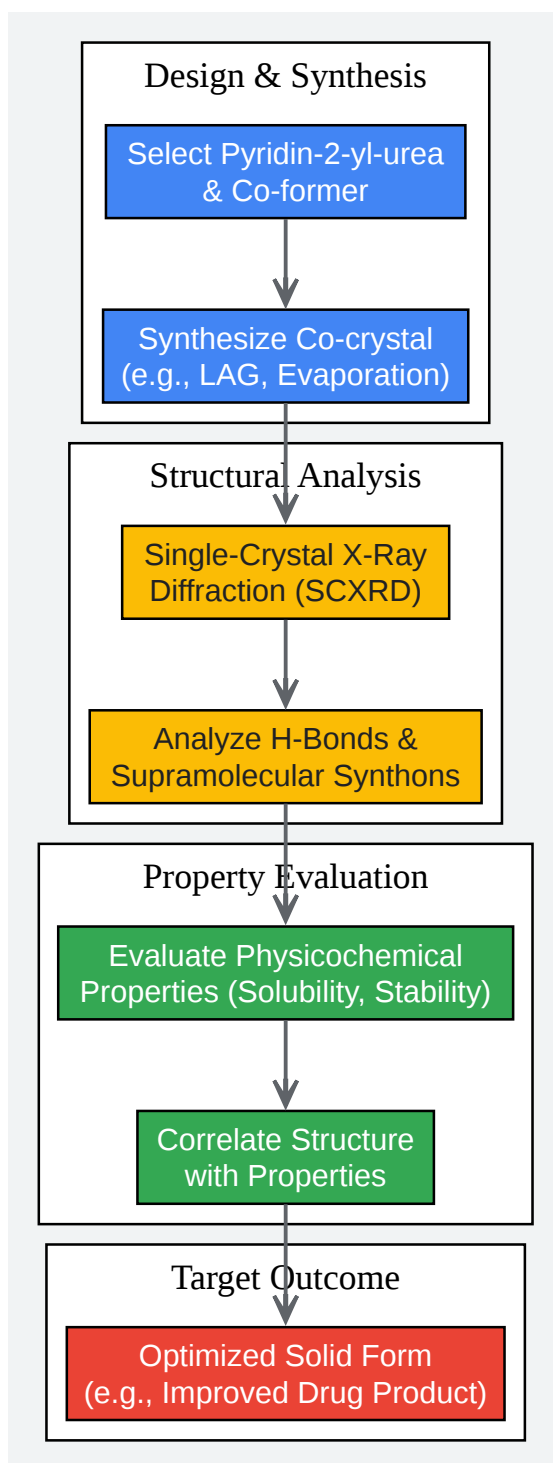 Design & Synthesis
Select Pyridin-2-yl-urea
& Co-former
Synthesize Co-crystal
(e.g., LAG, Evaporation)
Structural Analysis
Single-Crystal X-Ray
Diffraction (SCXRD)
Analyze H-Bonds &
Supramolecular Synthons
Property Evaluation
Evaluate Physicochemical
Properties (Solubility, Stability)
Correlate Structure
with Properties
Target Outcome
Optimized Solid Form
(e.g., Improved Drug Product)